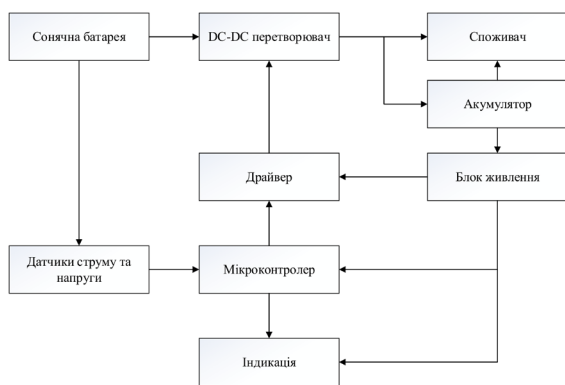 Сонячна батарея
DC-DC перетворювач
Споживач
Акумулятор
Драйвер
Блок живлення
Датчики струму та
напруги
Мікроконтролер
Індикація